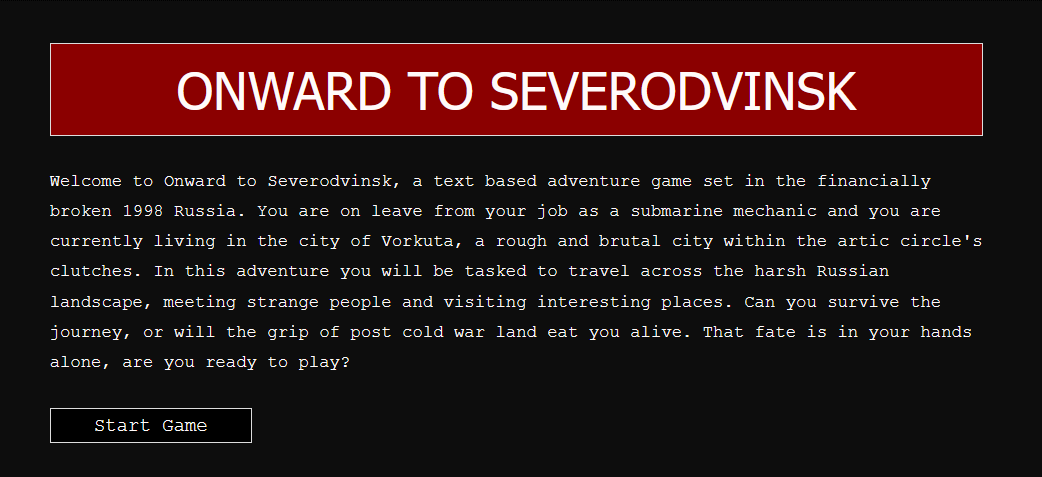 ONWARD TO SEVERODVINSK
Welcome to Onward to Severodvinsk, a text based adventure game set in the financially
broken 1998 Russia. You are on leave from your job as a submarine mechanic and you are
currently living in the city of Vorkuta, a rough and brutal city within the artic circle's
clutches. In this adventure you will be tasked to travel across the harsh Russian
landscape, meeting strange people and visiting interesting places. Can you survive the
journey, or will the grip of post cold war land eat you alive. That fate is in your hands
alone, are you ready to play?
Start Game